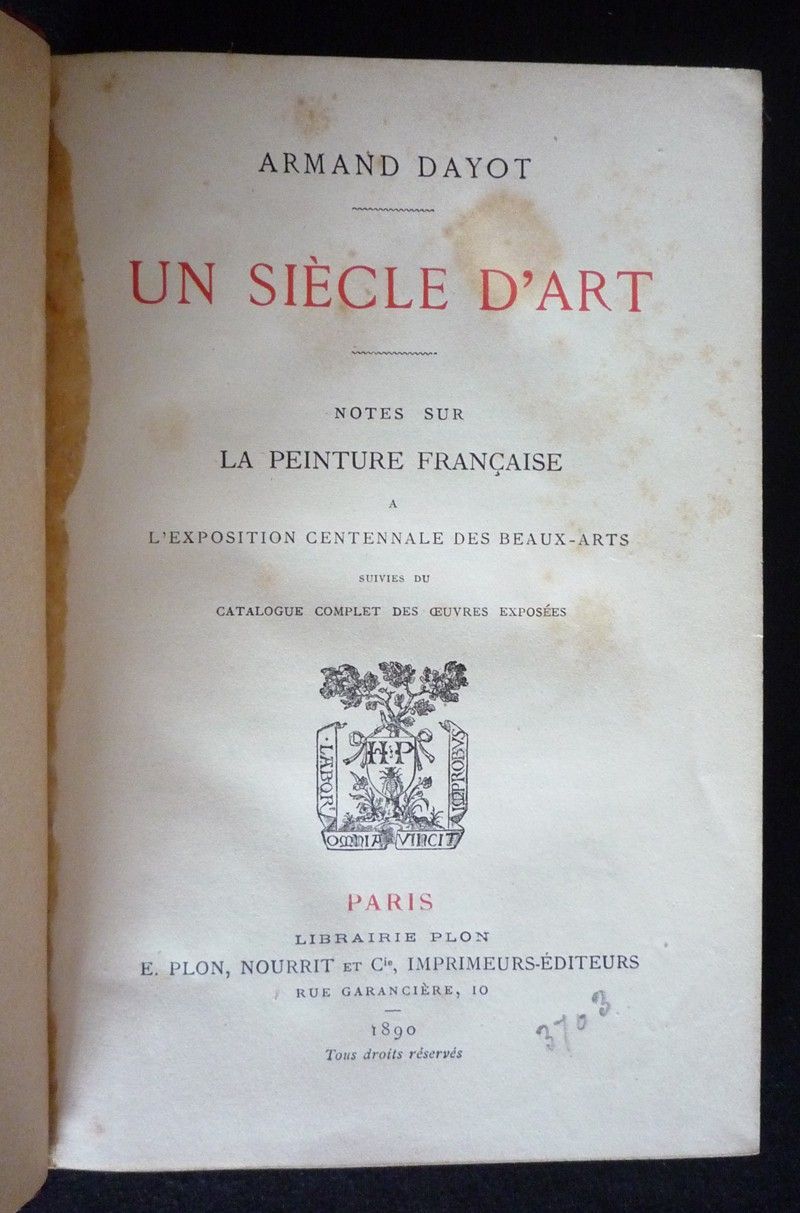 ARMAND DAYOT
UN SIÈCLE D'ART
NOTES SUR
LA PEINTURE FRANÇAISE
A
L'EXPOSITION CENTENNALE DES BEAUX-ARTS
SUIVIES DU
CATALOGUE COMPLET DES ŒUVRES EXPOSÉES
H P
LABOR
OMNIA VINCIT
IMPROBVS
PARIS
LIBRAIRIE PLON
E. PLON, NOURRIT ET Cie, IMPRIMEURS-ÉDITEURS
RUE GARANCIÈRE, 10
1890
Tous droits réservés
3703